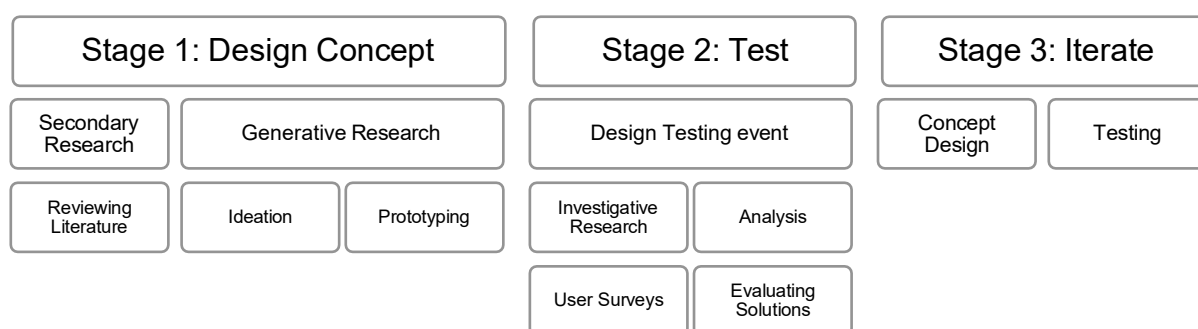 Stage 1: Design Concept
Stage 2: Test
Stage 3: Iterate
Secondary
Research
Generative Research
Design Testing event
Concept
Design
Testing
Reviewing
Literature
Ideation
Prototyping
Investigative
Research
Analysis
User Surveys
Evaluating
Solutions